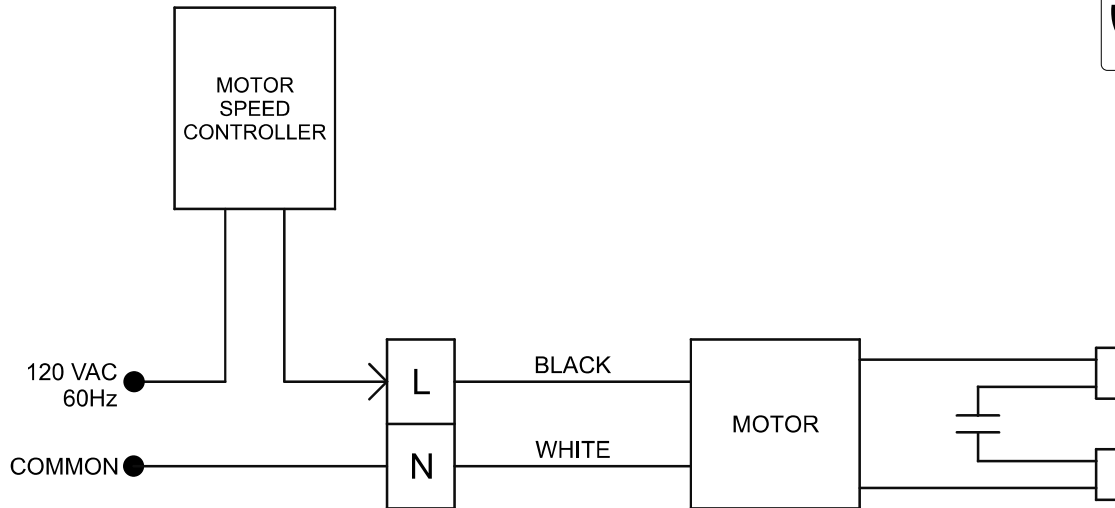 MOTOR
SPEED
CONTROLLER
120 VAC
60Hz
L
BLACK
MOTOR
COMMON
N
WHITE